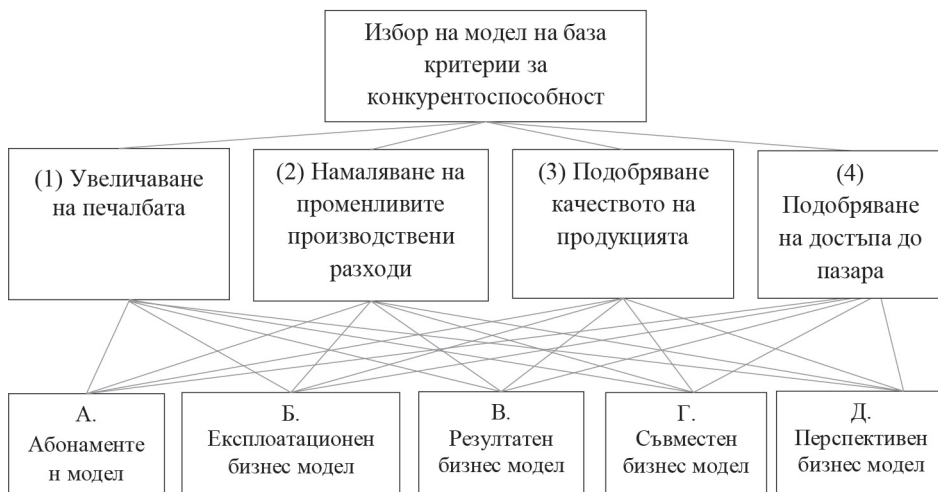 Избор на модел на база
критерии за
конкурентоспособност
(1) Увеличаване
на печалбата
(2) Намаляване на
променливите
производствени
разходи
(3) Подобряване
качеството на
продукцията
(4)
Подобряване
на достъпа до
пазара
А.
Абонаменте
н модел
Б.
Експлоатационен
бизнес модел
В.
Резултатен
бизнес модел
Г.
Съвместен
бизнес модел
Д.
Перспективен
бизнес модел